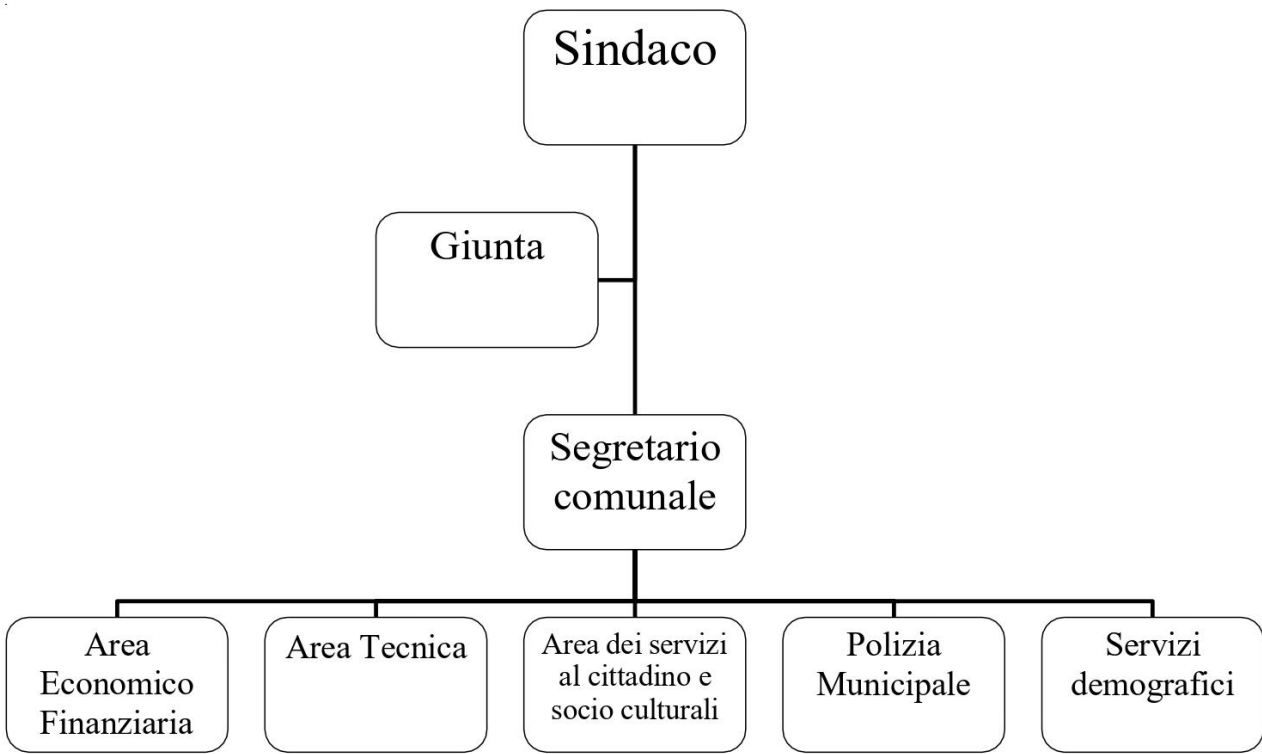 Sindaco
Giunta
Segretario
comunale
Area
Economico
Finanziaria
Area Tecnica
Area dei servizi
al cittadino e
socio culturali
Polizia
Municipale
Servizi
demografici